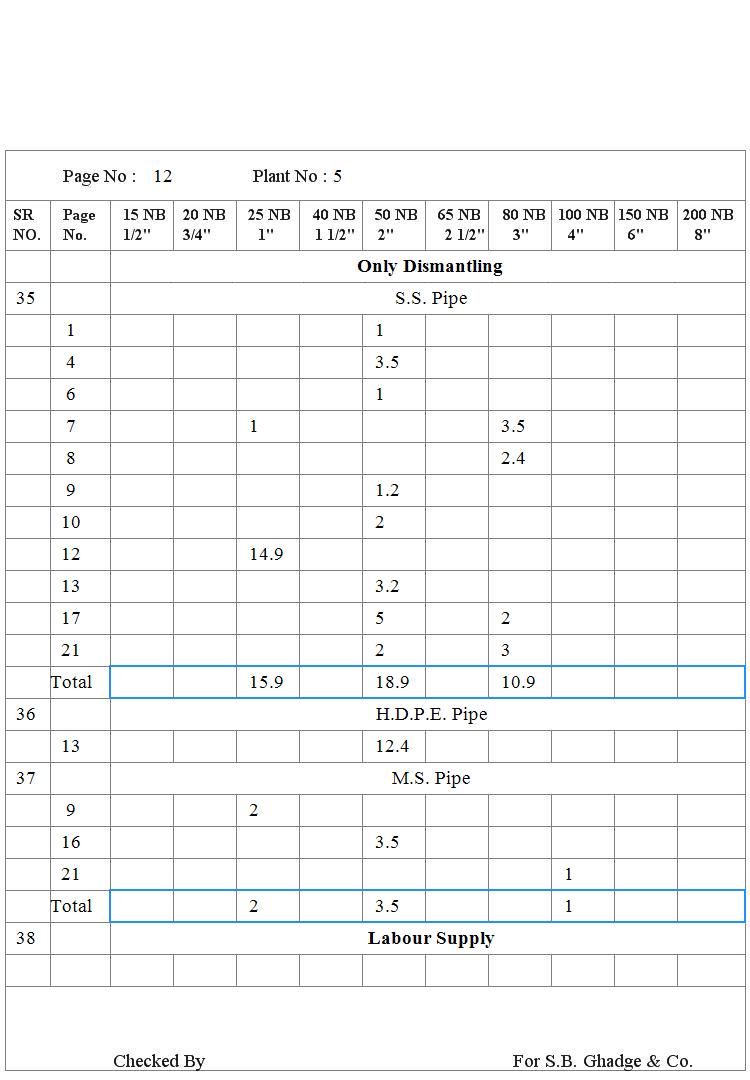 Page No : 12 Plant No : 5
SR Page 15 NB 20 NB 25 NB 40 NB 50 NB 65 NB 80 NB 100 NB 150 NB 200 NB
NO. No. 1/2" 3/4" 1" 1 1/2" 2" 2 1/2" 3" 4" 6" 8"
Only Dismantling
35 S.S. Pipe
1 1
4 3.5
6 1
7 1 3.5
8 2.4
9 1.2
10 2
12 14.9
13 3.2
17 5 2
21 2 3
Total 15.9 18.9 10.9
36 H.D.P.E. Pipe
13 12.4
37 M.S. Pipe
9 2
16 3.5
21 1
Total 2 3.5 1
38 Labour Supply
Checked By For S.B. Ghadge & Co.